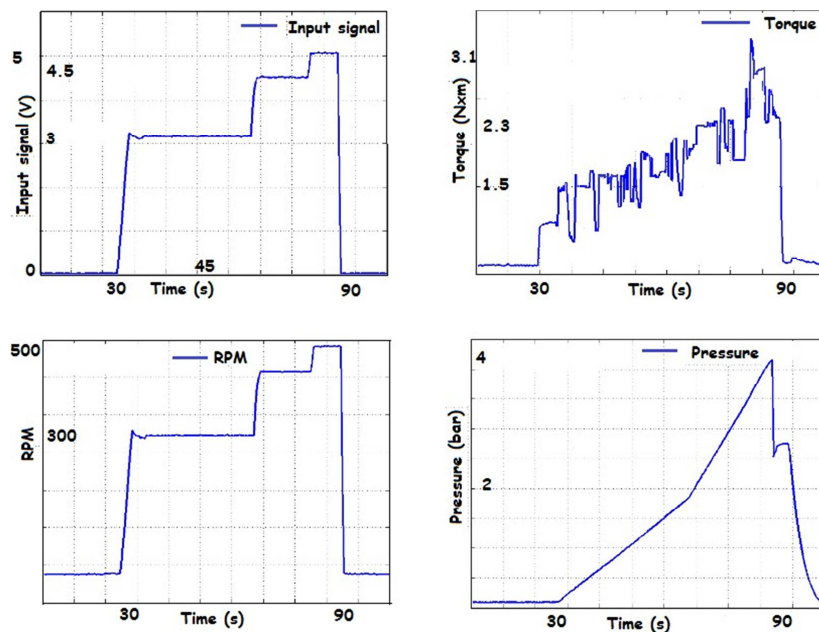 Input signal
5
4.5
3
0
Input signal (V)
45
30
Time (s)
90
Torque
3.1
2.3
1.5
Torque (Nxm)
30
Time (s)
90
RPM
500
300
RPM
30
Time (s)
90
Pressure
4
2
Pressure (bar)
30
Time (s)
90